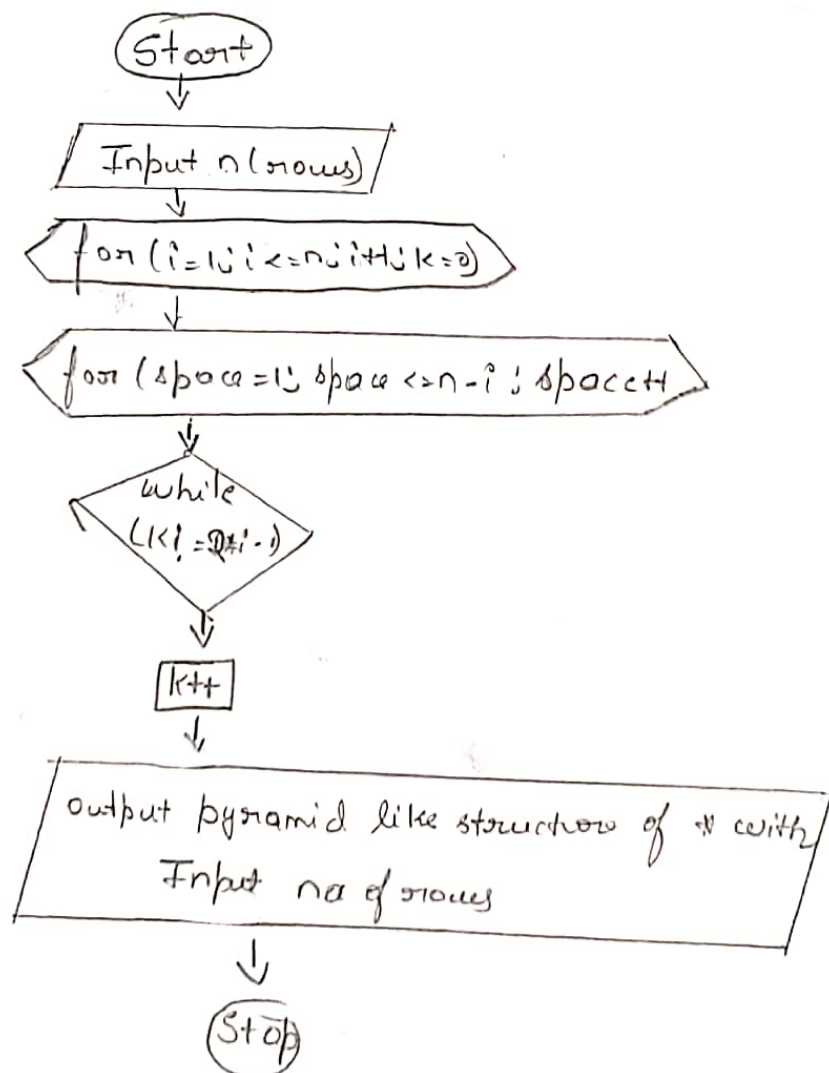 Start
Input n(rows)
for (i=1; i<=n; i++; k=0)
for (space=1; space <=n-i; space++
while
(k!=2*i-1)
k++
output pyramid like structure of * with
Input no of rows
Stop